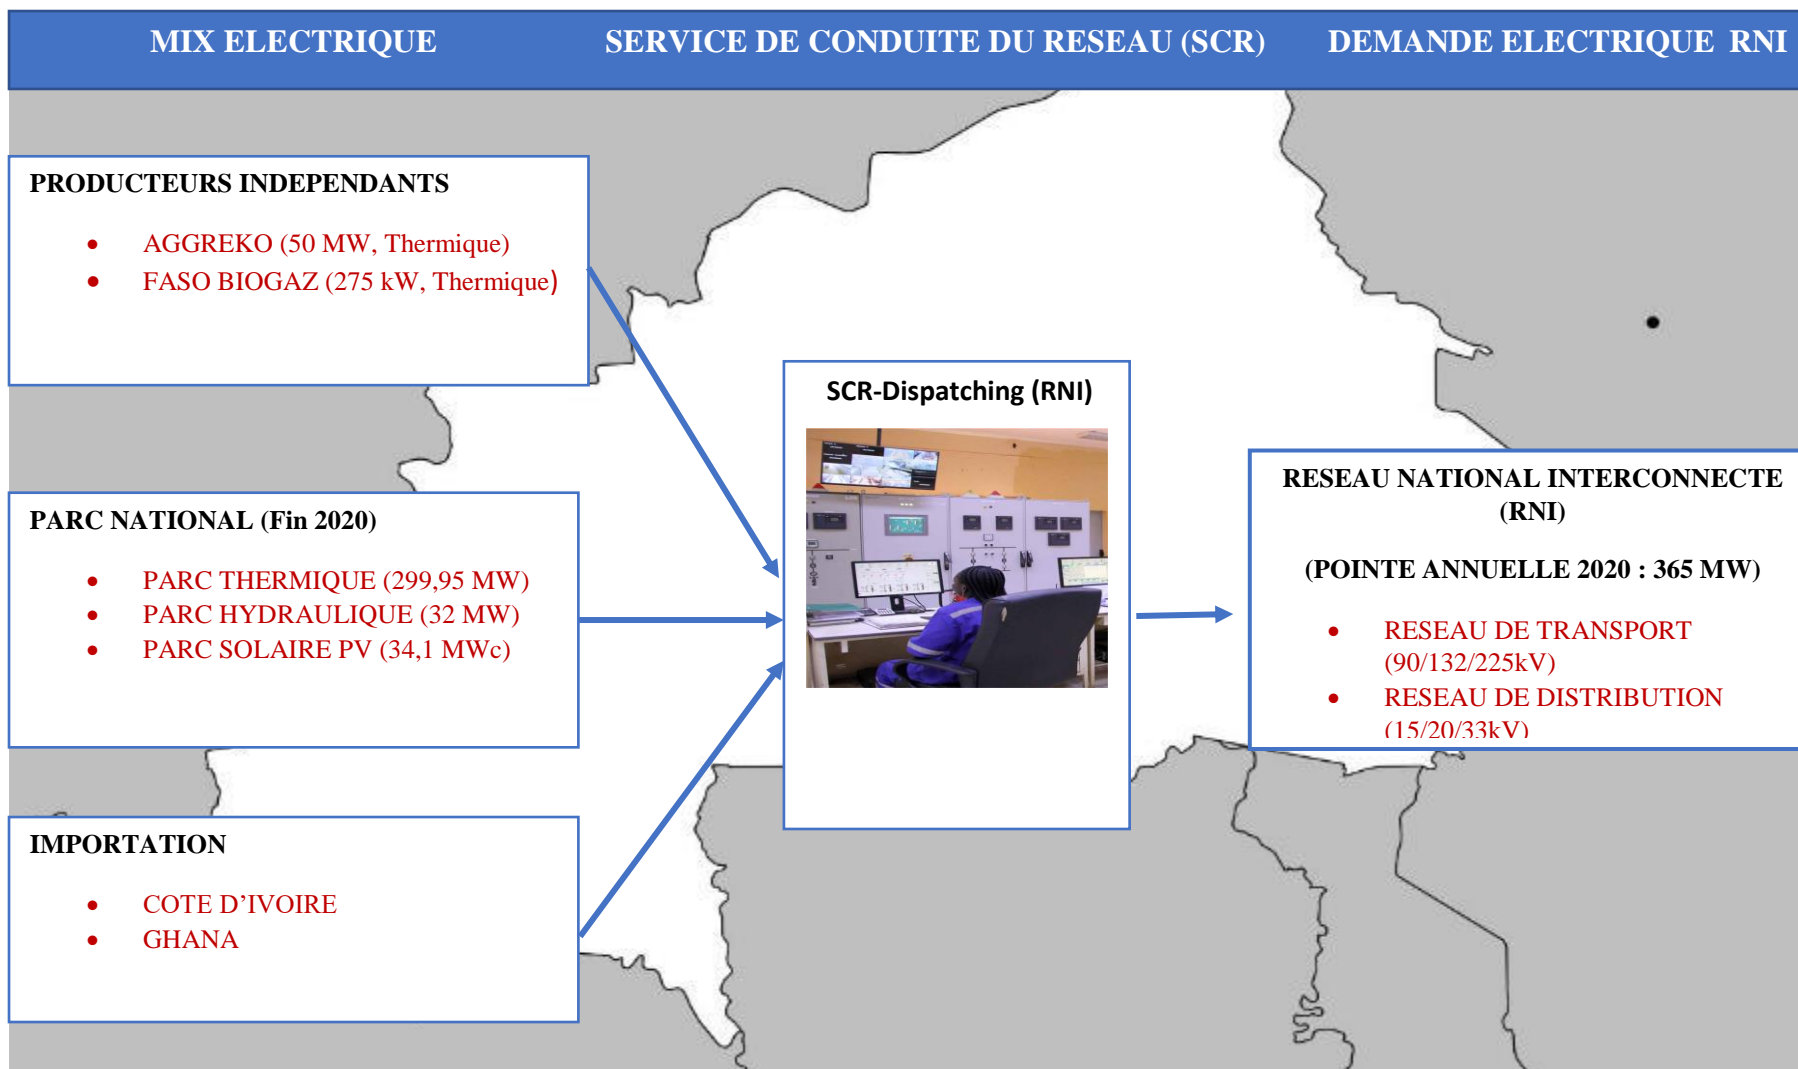 MIX ELECTRIQUE
SERVICE DE CONDUITE DU RESEAU (SCR)
DEMANDE ELECTRIQUE RNI
PRODUCTEURS INDEPENDANTS
• AGGREKO (50 MW, Thermique)
• FASO BIOGAZ (275 kW, Thermique)
PARC NATIONAL (Fin 2020)
• PARC THERMIQUE (299,95 MW)
• PARC HYDRAULIQUE (32 MW)
• PARC SOLAIRE PV (34,1 MWc)
IMPORTATION
• COTE D’IVOIRE
• GHANA
SCR-Dispatching (RNI)
RESEAU NATIONAL INTERCONNECTE
(RNI)
(POINTE ANNUELLE 2020 : 365 MW)
• RESEAU DE TRANSPORT
(90/132/225kV)
• RESEAU DE DISTRIBUTION
(15/20/33kV)